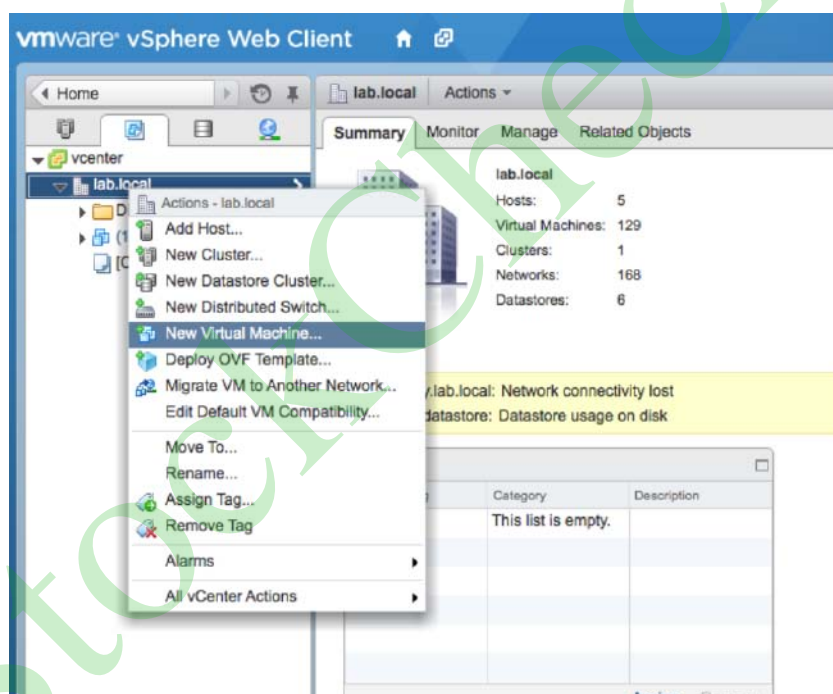 vmware® vSphere Web Client
Home
lab.local Actions
Summary Monitor Manage Related Objects
vcenter
lab.local
lab.local
Hosts: 5
Virtual Machines: 129
Clusters: 1
Networks: 168
Datastores: 6
Actions - lab.local
Add Host...
New Cluster...
New Datastore Cluster...
New Distributed Switch...
New Virtual Machine...
Deploy OVF Template...
Migrate VM to Another Network...
Edit Default VM Compatibility...
Move To...
Rename...
Assign Tag...
Remove Tag
Alarms
All vCenter Actions
.lab.local: Network connectivity lost
datastore: Datastore usage on disk
Category Description
This list is empty.